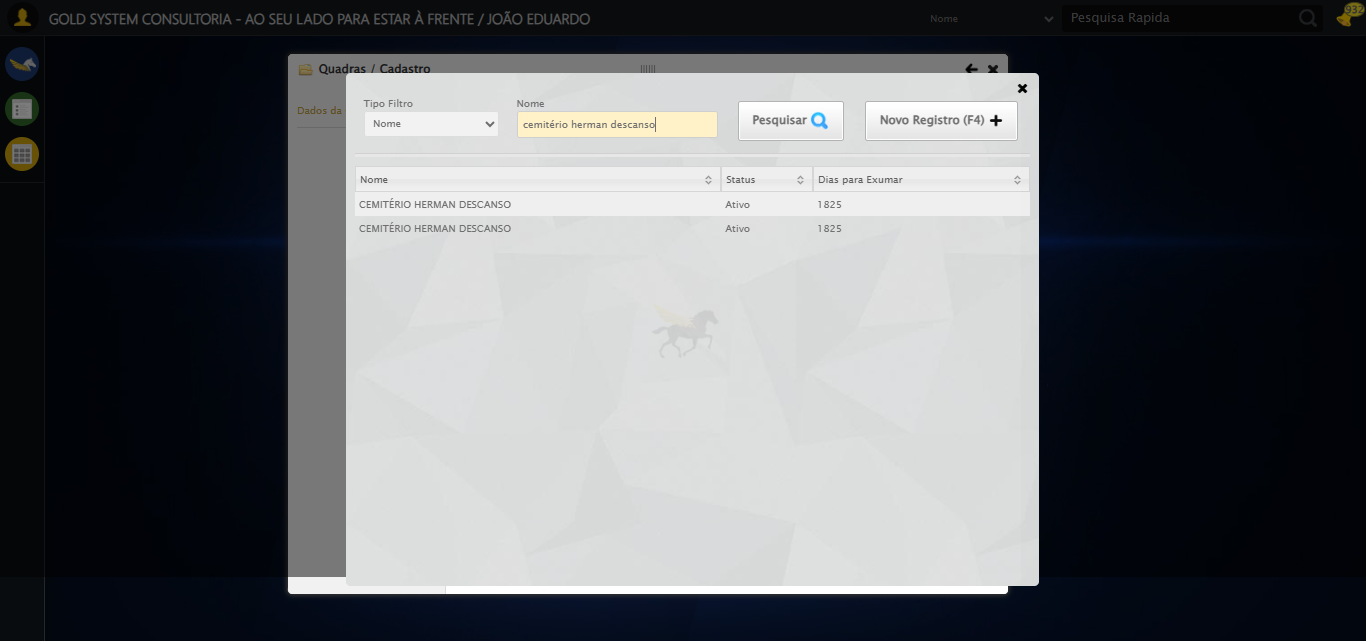 GOLD SYSTEM CONSULTORIA - AO SEU LADO PARA ESTAR À FRENTE / JOÃO EDUARDO
Nome
Pesquisa Rapida
932
Quadras / Cadastro
Dados da
Tipo Filtro
Nome
Nome
cemitério herman descanso
Pesquisar
Novo Registro (F4)
Nome Status Dias para Exumar
CEMITÉRIO HERMAN DESCANSO Ativo 1825
CEMITÉRIO HERMAN DESCANSO Ativo 1825